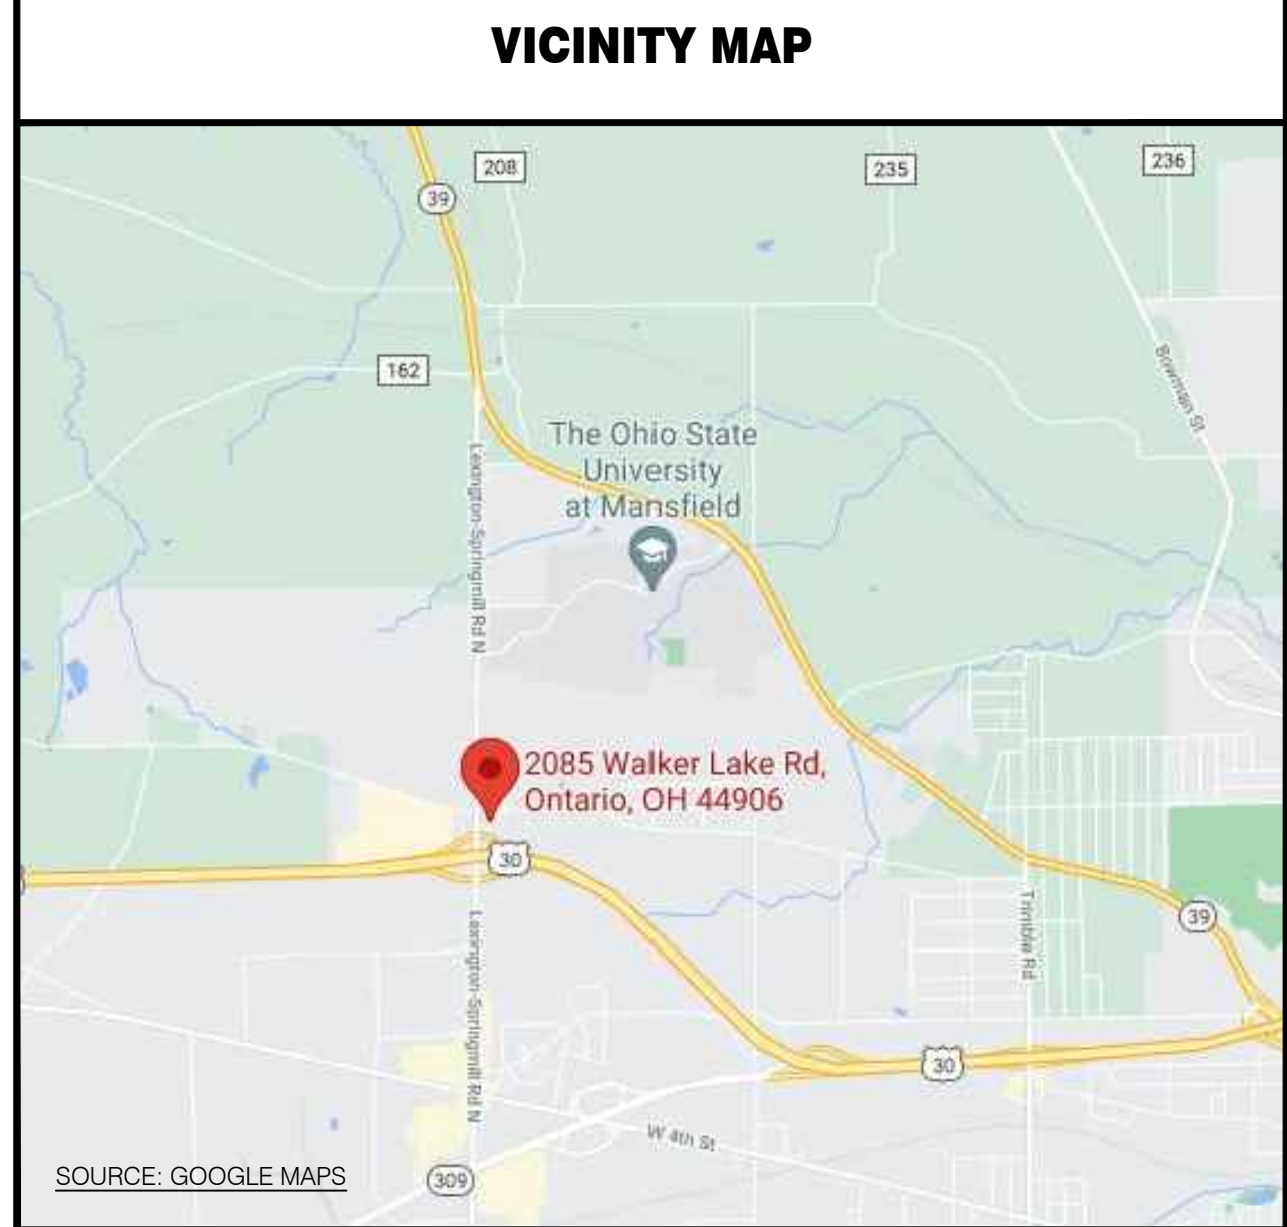 VICINITY MAP
208
235
236
39
162
Bowman St
The Ohio State
University
at Mansfield
Lexington-Springmill Rd N
2085 Walker Lake Rd,
Ontario, OH 44906
30
39
Trimble Rd
Lexington-Springmill Rd N
30
W 4th St
SOURCE: GOOGLE MAPS
309